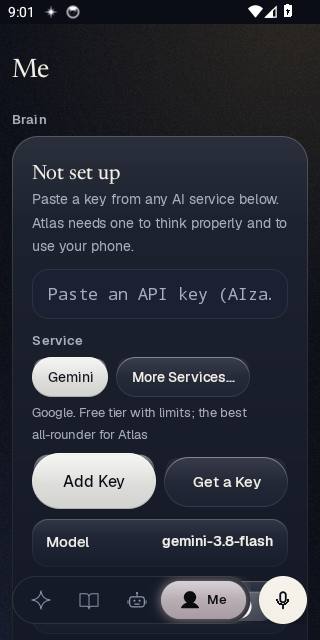 9:01
Me
Brain
Not set up
Paste a key from any AI service below.
Atlas needs one to think properly and to
use your phone.
Paste an API key (AIza.
Service
Gemini
More Services…
Google. Free tier with limits; the best
all-rounder for Atlas
Add Key
Get a Key
Model
gemini-3.8-flash
Me